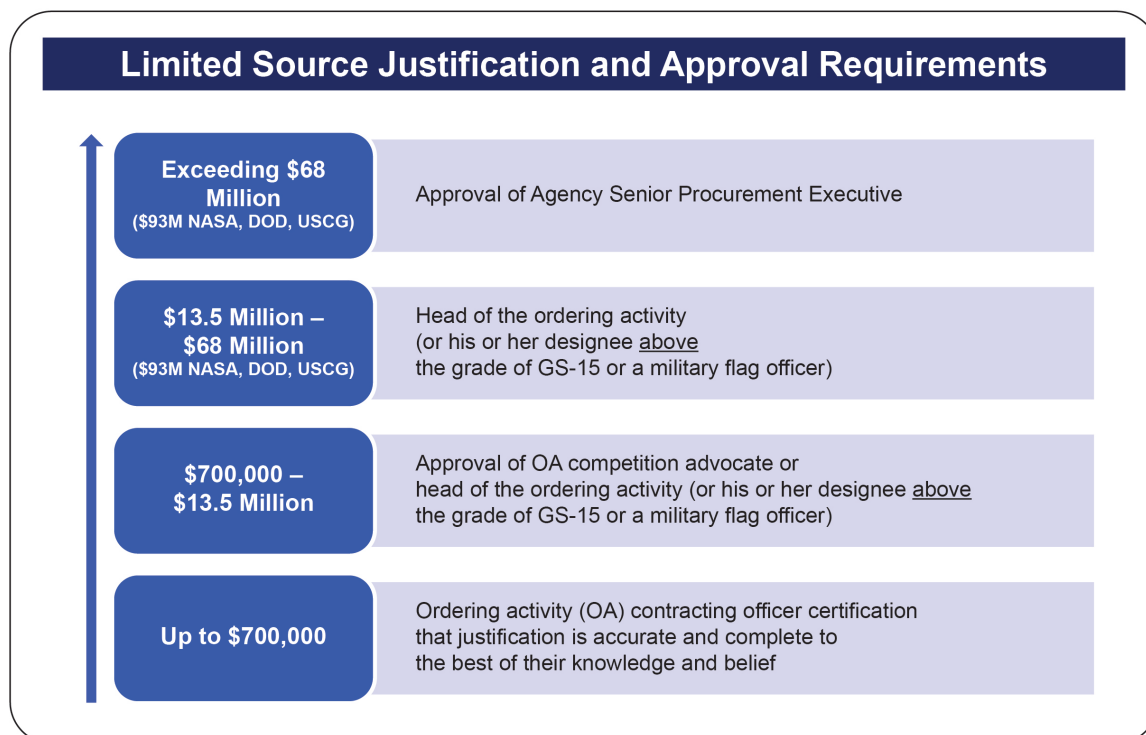 Limited Source Justification and Approval Requirements
Exceeding $68
Million
($93M NASA, DOD, USCG)
Approval of Agency Senior Procurement Executive
$13.5 Million –
$68 Million
($93M NASA, DOD, USCG)
Head of the ordering activity
(or his or her designee above
the grade of GS-15 or a military flag officer)
$700,000 –
$13.5 Million
Approval of OA competition advocate or
head of the ordering activity (or his or her designee above
the grade of GS-15 or a military flag officer)
Up to $700,000
Ordering activity (OA) contracting officer certification
that justification is accurate and complete to
the best of their knowledge and belief